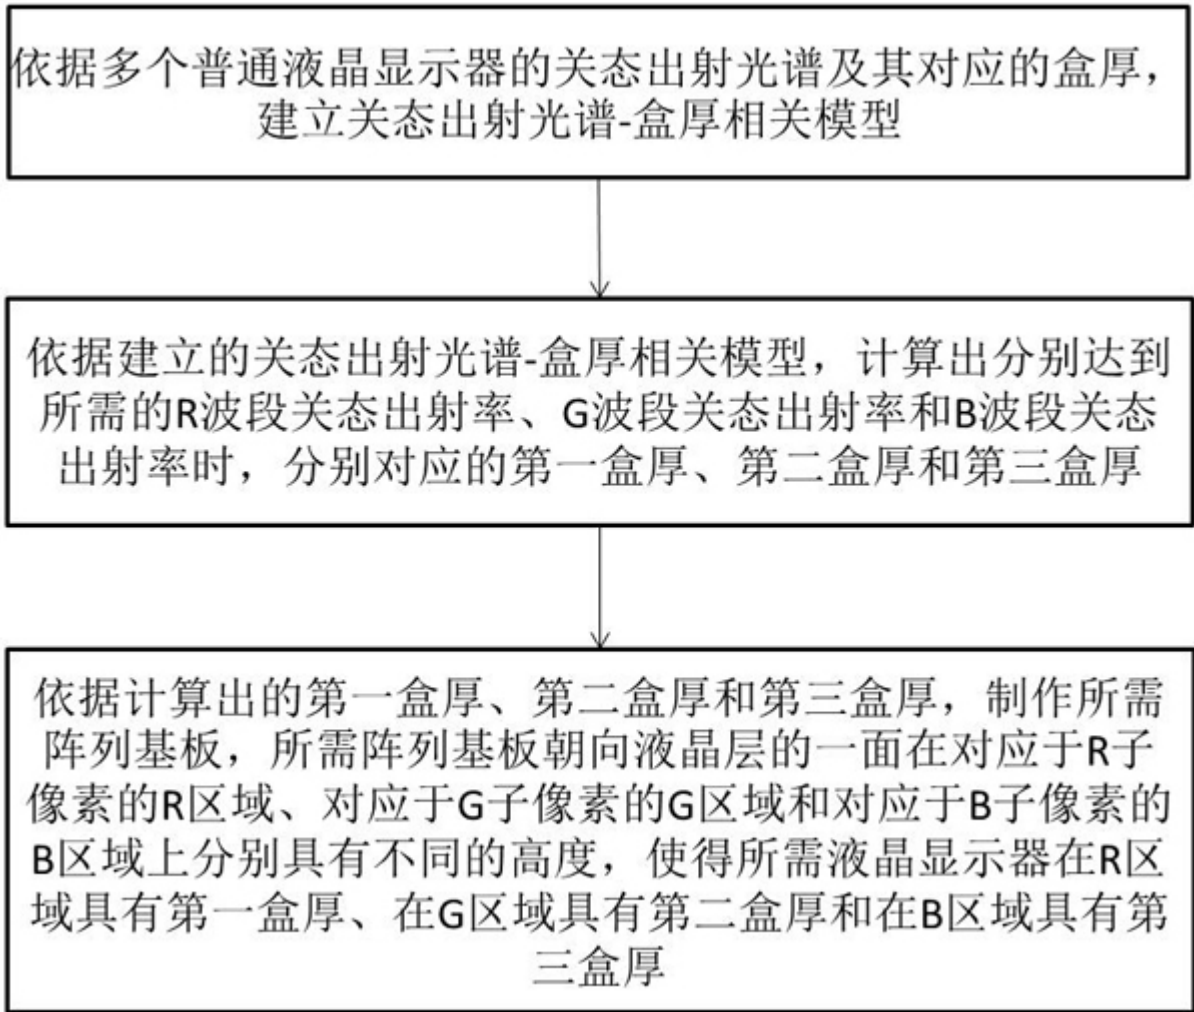 依据多个普通液晶显示器的关态出射光谱及其对应的盒厚，
建立关态出射光谱-盒厚相关模型
依据建立的关态出射光谱-盒厚相关模型，计算出分别达到
所需的R波段关态出射率、G波段关态出射率和B波段关态
出射率时，分别对应的第一盒厚、第二盒厚和第三盒厚
依据计算出的第一盒厚、第二盒厚和第三盒厚，制作所需
阵列基板，所需阵列基板朝向液晶层的一面在对应于R子
像素的R区域、对应于G子像素的G区域和对应于B子像素的
B区域上分别具有不同的高度，使得所需液晶显示器在R区
域具有第一盒厚、在G区域具有第二盒厚和在B区域具有第
三盒厚